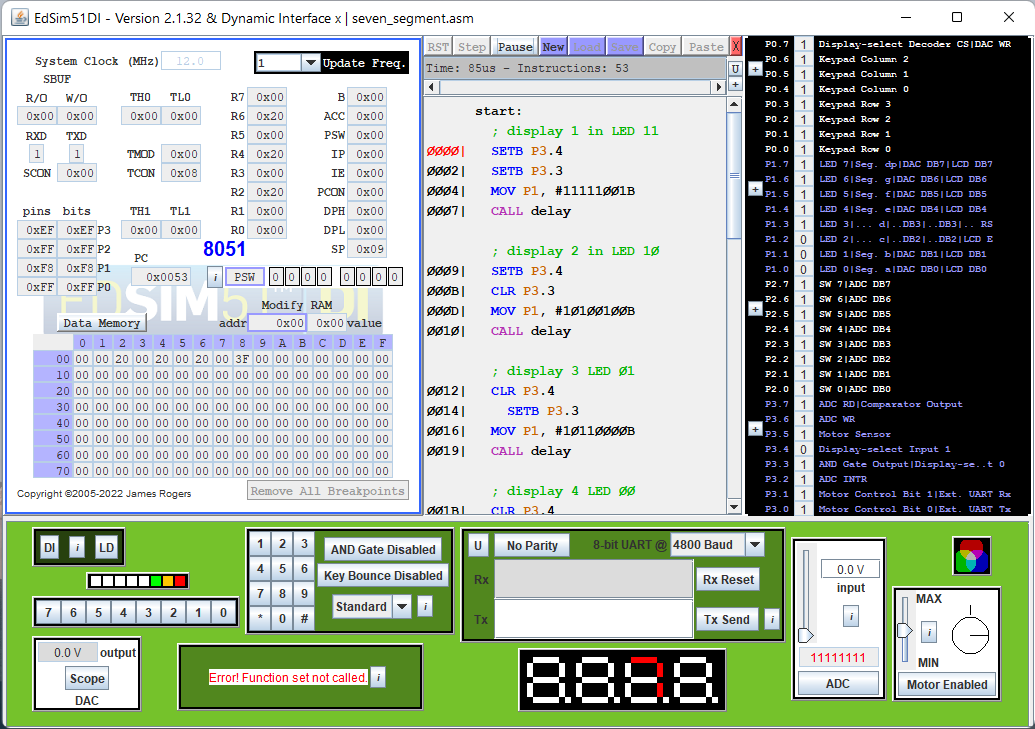 EdSim51DI - Version 2.1.32 & Dynamic Interface x | seven_segment.asm
System Clock (MHz) 12.0
1 Update Freq.
SBUF
R/O W/O TH0 TL0 R7 0x00 B 0x00
0x00 0x00 0x00 0x00 R6 0x20 ACC 0x00
RXD TXD R5 0x00 PSW 0x00
1 1 TMOD 0x00 R4 0x20 IP 0x00
SCON 0x00 TCON 0x08 R3 0x00 IE 0x00
R2 0x20 PCON 0x00
pins bits TH1 TL1 R1 0x00 DPH 0x00
0xEF 0xEF P3 0x00 0x00 R0 0x00 DPL 0x00
0xFF 0xFF P2 8051 SP 0x09
0xF8 0xF8 P1 PC 0x0053 i PSW 0 0 0 0 0 0 0 0
0xFF 0xFF P0
EDSIM51DI
Modify RAM
Data Memory addr 0x00 0x00 value
0 1 2 3 4 5 6 7 8 9 A B C D E F
00 00 00 20 00 20 00 20 00 3F 00 00 00 00 00 00 00
10 00 00 00 00 00 00 00 00 00 00 00 00 00 00 00 00
20 00 00 00 00 00 00 00 00 00 00 00 00 00 00 00 00
30 00 00 00 00 00 00 00 00 00 00 00 00 00 00 00 00
40 00 00 00 00 00 00 00 00 00 00 00 00 00 00 00 00
50 00 00 00 00 00 00 00 00 00 00 00 00 00 00 00 00
60 00 00 00 00 00 00 00 00 00 00 00 00 00 00 00 00
70 00 00 00 00 00 00 00 00 00 00 00 00 00 00 00 00
Copyright ©2005-2022 James Rogers Remove All Breakpoints
RST Step Pause New Load Save Copy Paste X
Time: 85us - Instructions: 53 U
+
start:
; display 1 in LED 11
0000| SETB P3.4
0002| SETB P3.3
0004| MOV P1, #11111001B
0007| CALL delay
; display 2 in LED 10
0009| SETB P3.4
000B| CLR P3.3
000D| MOV P1, #10100100B
0010| CALL delay
; display 3 LED 01
0012| CLR P3.4
0014| SETB P3.3
0016| MOV P1, #10110000B
0019| CALL delay
; display 4 LED 00
001B| CLR P3.4
P0.7 1 Display-select Decoder CS|DAC WR
P0.6 1 Keypad Column 2
+ P0.5 1 Keypad Column 1
P0.4 1 Keypad Column 0
P0.3 1 Keypad Row 3
P0.2 1 Keypad Row 2
P0.1 1 Keypad Row 1
P0.0 1 Keypad Row 0
P1.7 1 LED 7|Seg. dp|DAC DB7|LCD DB7
P1.6 1 LED 6|Seg. g|DAC DB6|LCD DB6
+ P1.5 1 LED 5|Seg. f|DAC DB5|LCD DB5
P1.4 1 LED 4|Seg. e|DAC DB4|LCD DB4
P1.3 1 LED 3|... d|..DB3|..DB3|.. RS
P1.2 0 LED 2|... c|..DB2|..DB2|LCD E
P1.1 0 LED 1|Seg. b|DAC DB1|LCD DB1
P1.0 0 LED 0|Seg. a|DAC DB0|LCD DB0
P2.7 1 SW 7|ADC DB7
P2.6 1 SW 6|ADC DB6
+ P2.5 1 SW 5|ADC DB5
P2.4 1 SW 4|ADC DB4
P2.3 1 SW 3|ADC DB3
P2.2 1 SW 2|ADC DB2
P2.1 1 SW 1|ADC DB1
P2.0 1 SW 0|ADC DB0
P3.7 1 ADC RD|Comparator Output
P3.6 1 ADC WR
+ P3.5 1 Motor Sensor
P3.4 0 Display-select Input 1
P3.3 1 AND Gate Output|Display-se..t 0
P3.2 1 ADC INTR
P3.1 1 Motor Control Bit 1|Ext. UART Rx
P3.0 1 Motor Control Bit 0|Ext. UART Tx
DI i LD
7 6 5 4 3 2 1 0
0.0 V output
Scope
DAC
1 2 3 AND Gate Disabled
4 5 6 Key Bounce Disabled
7 8 9 Standard i
* 0 #
Error! Function set not called. i
U No Parity 8-bit UART @ 4800 Baud
Rx Rx Reset
Tx Tx Send i
8.8.7.8.
0.0 V
input
i
11111111
ADC
MAX
i
MIN
Motor Enabled